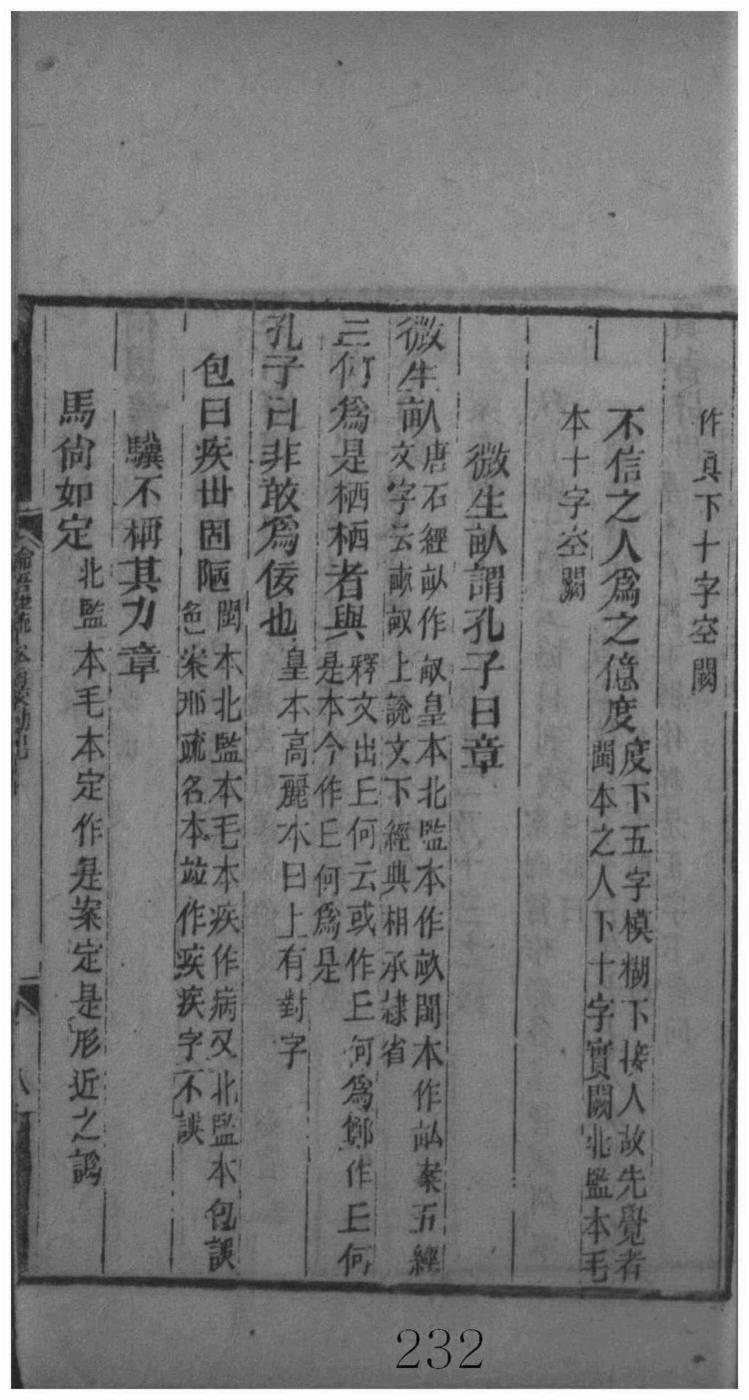 作真下十字空闕
不信之人爲之億度
度下五字模糊下接人故先覺者
閩本之人下十字實闕北監本毛
本十字空闕
微生畝謂孔子曰章
微生畝
唐石經畝作畞皇本北監本作畝閩本作畆案五經
文字云畮畞上說文下經典相承隸省
丘何爲是栖栖者與
釋文出丘何云或作丘何爲鄭作丘何
是本今作丘何爲是
孔子曰非敢爲佞也
皇本高麗本曰上有對字
包曰疾世固陋
閩本北監本毛本疾作病又北監本包誤
色案邢疏各本竝作疾疾字不誤
驥不稱其力章
馬尙如定
北監本毛本定作是案定是形近之譌
八
232